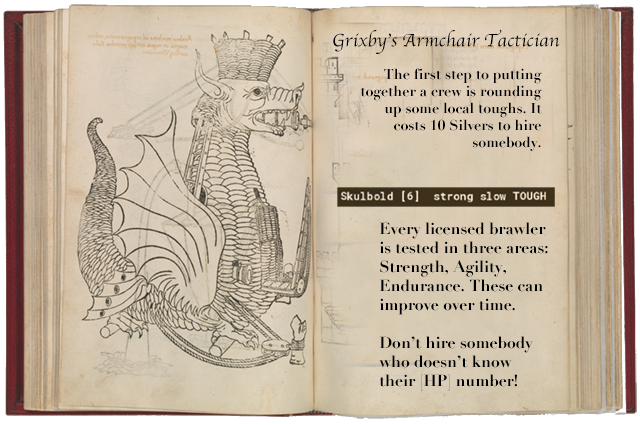 Grixby's Armchair Tactician
The first step to putting
together a crew is rounding
up some local toughs. It
costs 10 Silvers to hire
somebody.
Skulbold [6]  strong slow TOUGH
Every licensed brawler
is tested in three areas:
Strength, Agility,
Endurance. These can
improve over time.
Don't hire somebody
who doesn't know
their [HP] number!